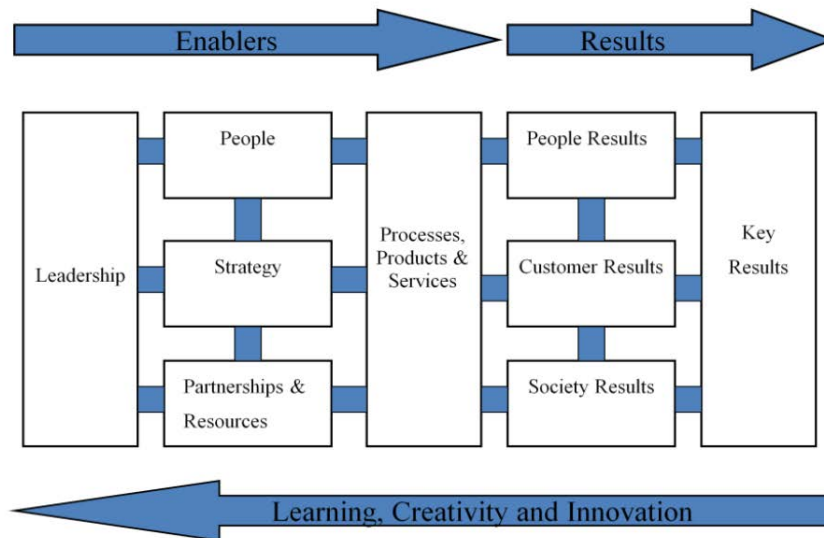 Enablers
Results
Leadership
People
Strategy
Partnerships &
Resources
Processes,
Products &
Services
People Results
Customer Results
Society Results
Key
Results
Learning, Creativity and Innovation